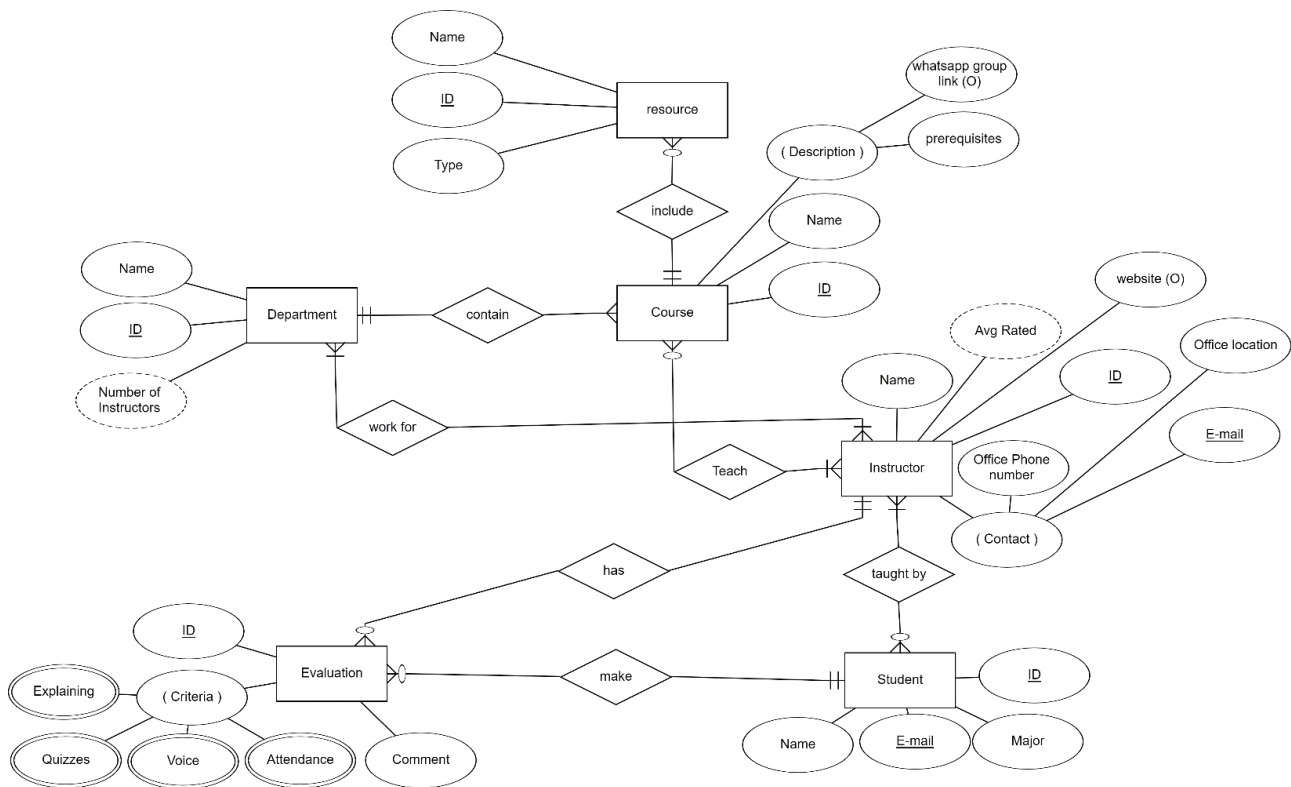 Name
whatsapp group
link (O)
ID
resource
( Description )
prerequisites
Type
include
Name
Name
website (O)
ID
Department
contain
Course
ID
Avg Rated
Office location
Number of
Instructors
Name
ID
work for
E-mail
Teach
Instructor
Office Phone
number
( Contact )
has
taught by
ID
Explaining
( Criteria )
Evaluation
make
Student
ID
Quizzes
Voice
Attendance
Comment
Name
E-mail
Major